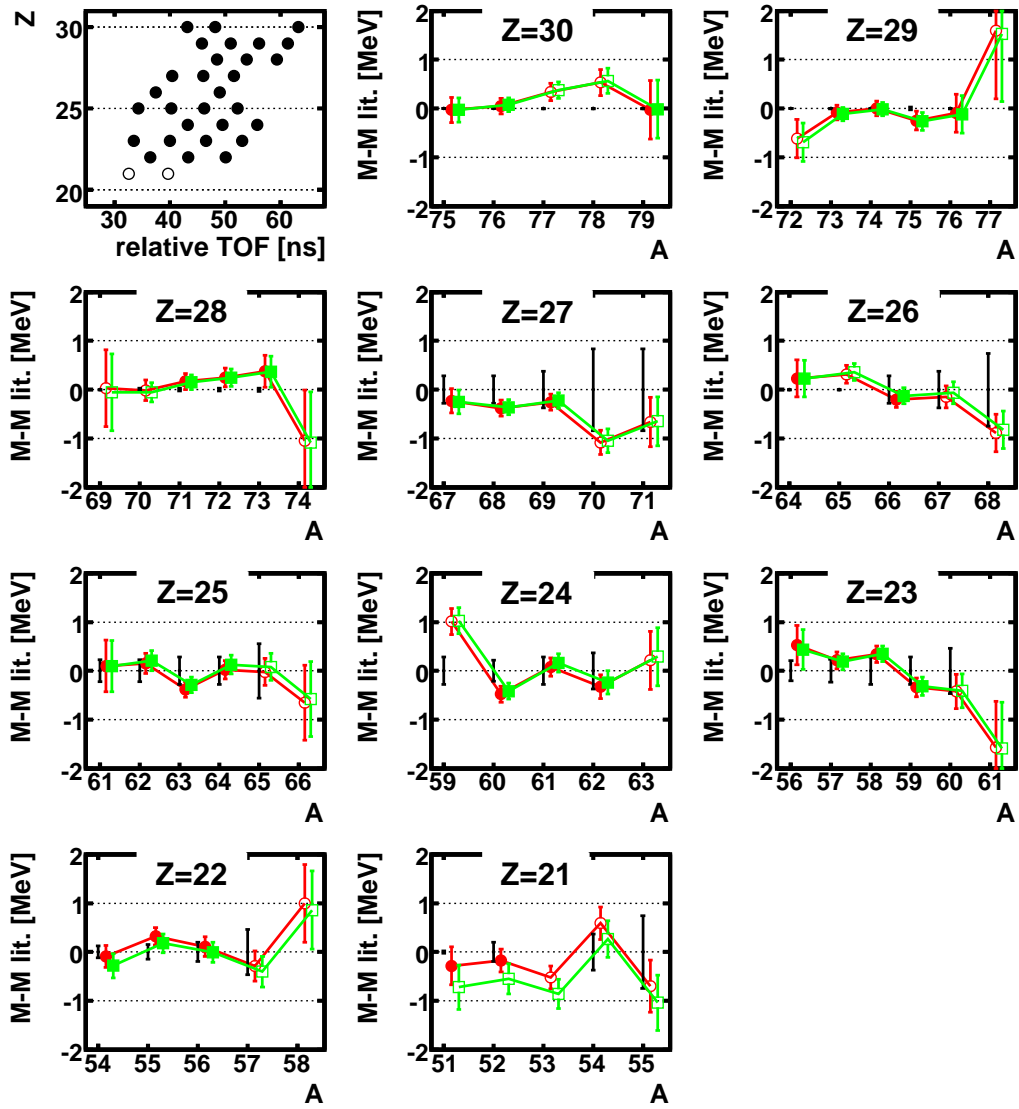 Z
30
25
20
30 40 50 60
relative TOF [ns]
M-M lit. [MeV]
Z=30
2
1
0
-1
-2
75 76 77 78 79
A
M-M lit. [MeV]
Z=29
2
1
0
-1
-2
72 73 74 75 76 77
A
M-M lit. [MeV]
Z=28
2
1
0
-1
-2
69 70 71 72 73 74
A
M-M lit. [MeV]
Z=27
2
1
0
-1
-2
67 68 69 70 71
A
M-M lit. [MeV]
Z=26
2
1
0
-1
-2
64 65 66 67 68
A
M-M lit. [MeV]
Z=25
2
1
0
-1
-2
61 62 63 64 65 66
A
M-M lit. [MeV]
Z=24
2
1
0
-1
-2
59 60 61 62 63
A
M-M lit. [MeV]
Z=23
2
1
0
-1
-2
56 57 58 59 60 61
A
M-M lit. [MeV]
Z=22
2
1
0
-1
-2
54 55 56 57 58
A
M-M lit. [MeV]
Z=21
2
1
0
-1
-2
51 52 53 54 55
A